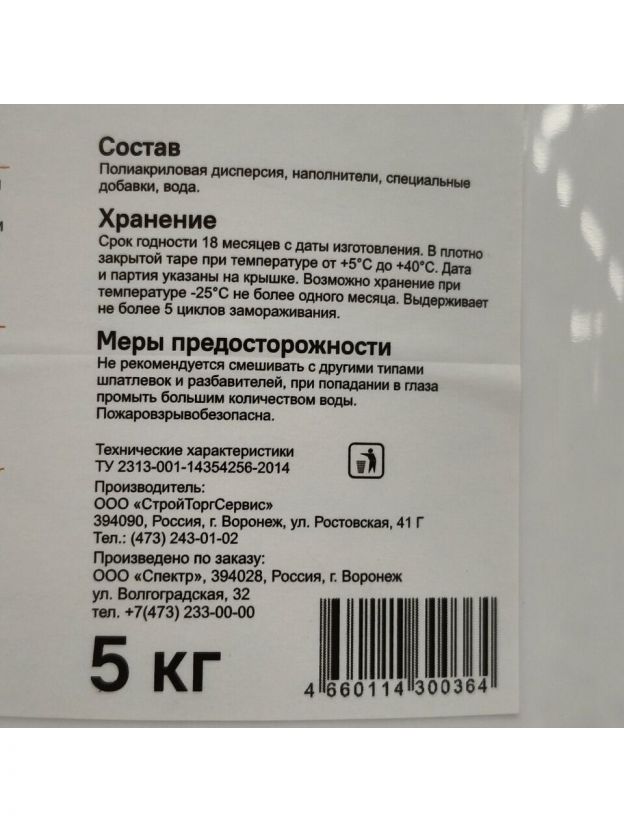 Состав
Полиакриловая дисперсия, наполнители, специальные
добавки, вода.
Хранение
Срок годности 18 месяцев с даты изготовления. В плотно
закрытой таре при температуре от +5°С до +40°С. Дата
и партия указаны на крышке. Возможно хранение при
температуре -25°С не более одного месяца. Выдерживает
не более 5 циклов замораживания.
Меры предосторожности
Не рекомендуется смешивать с другими типами
шпатлевок и разбавителей, при попадании в глаза
промыть большим количеством воды.
Пожаровзрывобезопасна.
Технические характеристики
ТУ 2313-001-14354256-2014
Производитель:
ООО «СтройТоргСервис»
394090, Россия, г. Воронеж, ул. Ростовская, 41 Г
Тел.: (473) 243-01-02
Произведено по заказу:
ООО «Спектр», 394028, Россия, г. Воронеж
ул. Волгоградская, 32
тел. +7(473) 233-00-00
5 кг
4 660114 300364